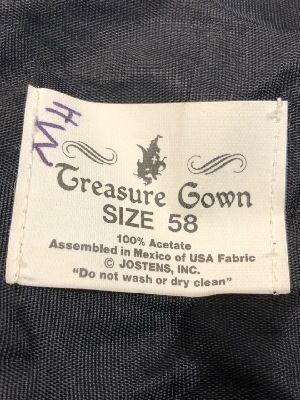 HW
Treasure Gown
SIZE 58
100% Acetate
Assembled in Mexico of USA Fabric
© JOSTENS, INC.
"Do not wash or dry clean"